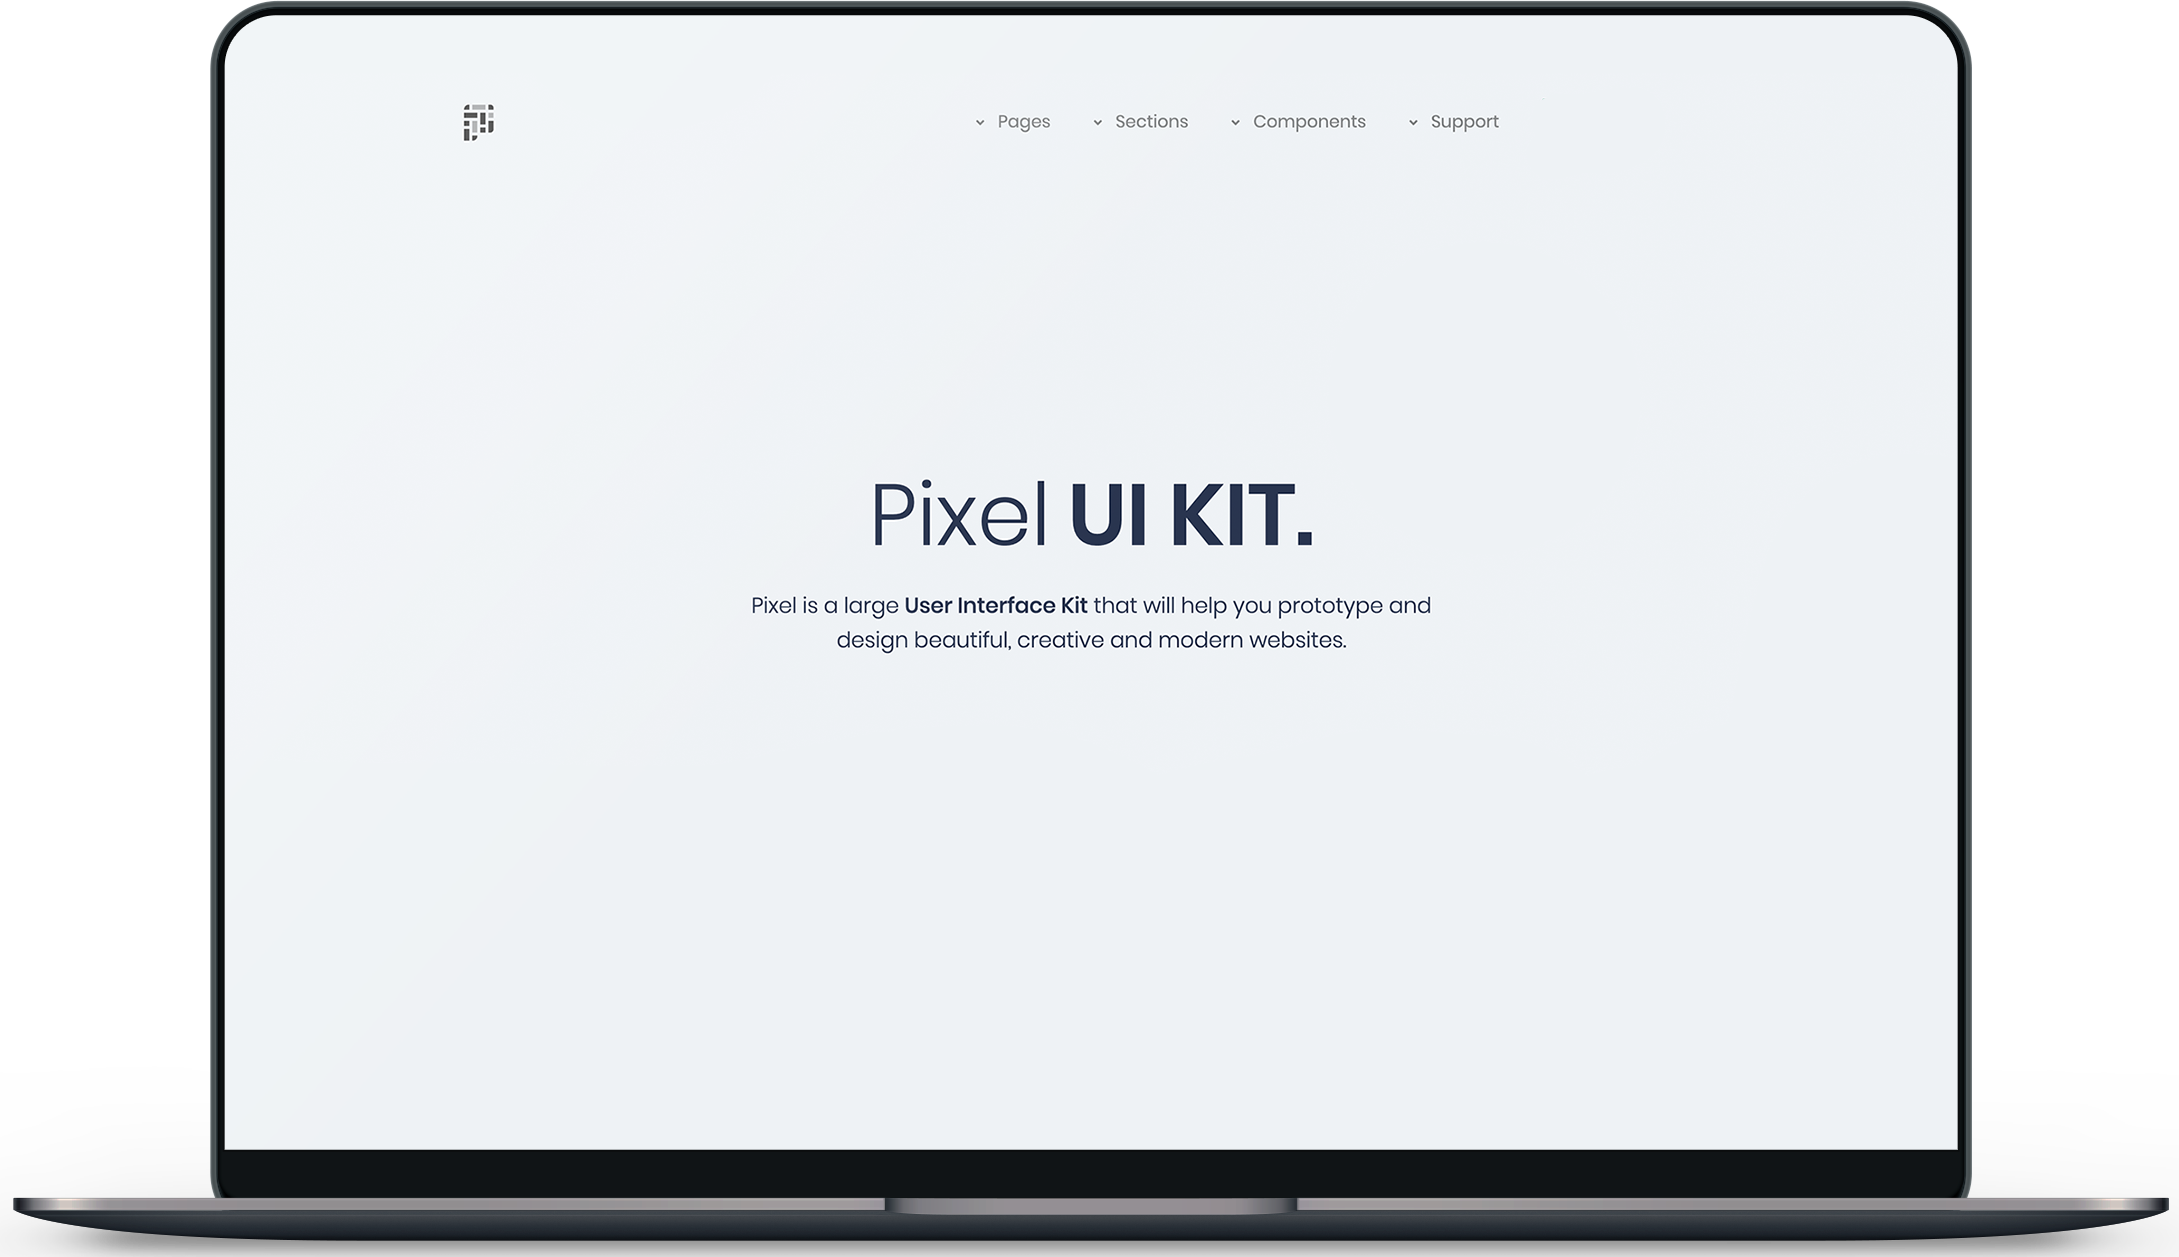 Pages Sections Components Support
Pixel UI KIT.
Pixel is a large User Interface Kit that will help you prototype and
design beautiful, creative and modern websites.